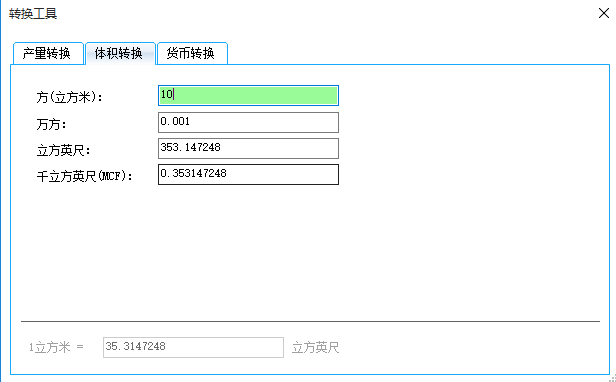 转换工具
产量转换 体积转换 货币转换
方(立方米): 10
万方: 0.001
立方英尺: 353.147248
千立方英尺(MCF): 0.353147248
1立方米 = 35.3147248 立方英尺